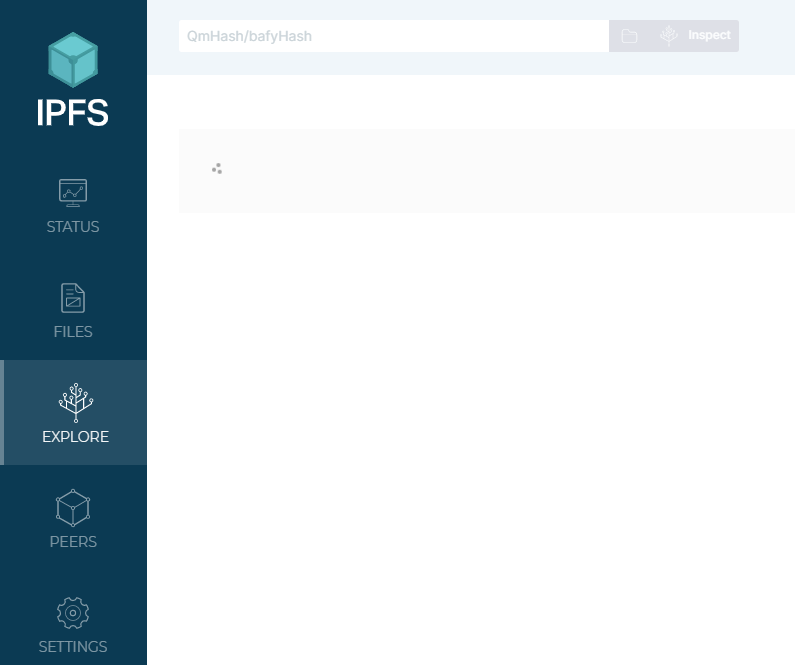 QmHash/bafyHash
Inspect
IPFS
STATUS
FILES
EXPLORE
PEERS
SETTINGS